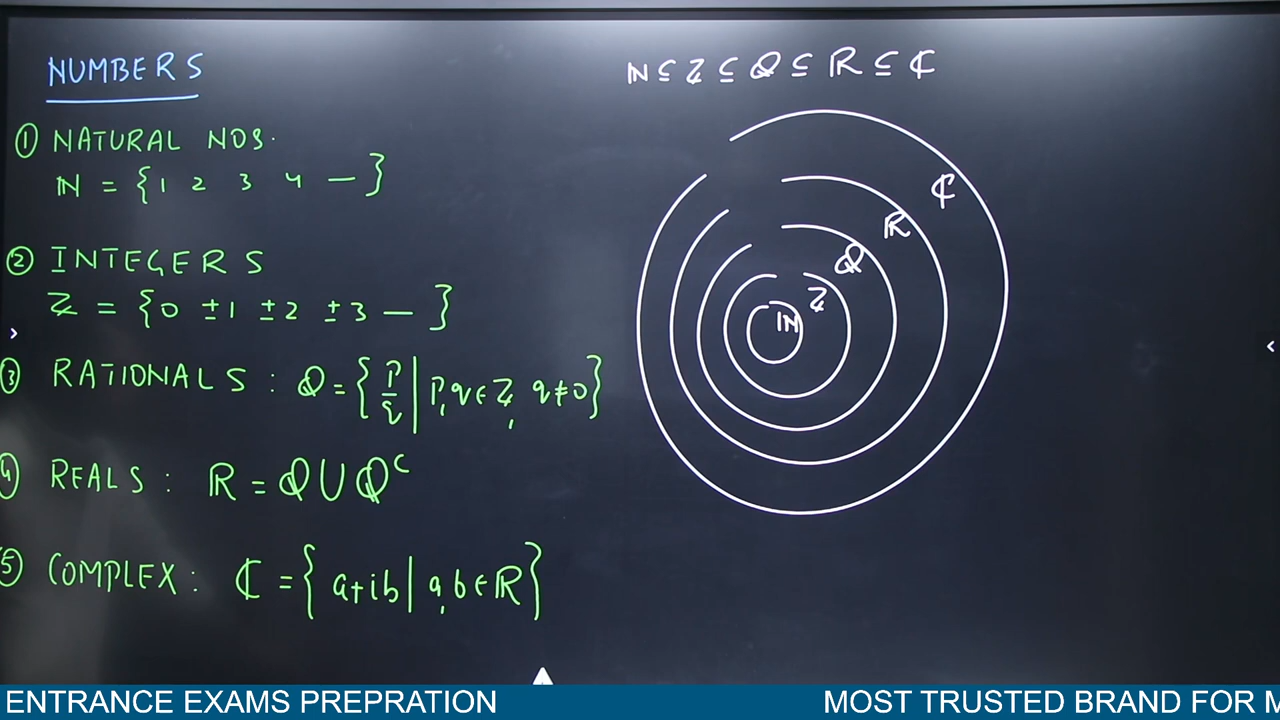 NUMBERS
① NATURAL NOS.
ℕ = {1 2 3 4 —}
② INTEGERS
ℤ = {0 ±1 ±2 ±3 — }
③ RATIONALS : ℚ = {p/q | p, q ∈ ℤ, q ≠ 0}
④ REALS : ℝ = ℚ ∪ ℚᶜ
⑤ COMPLEX : ℂ = {a+ib | a, b ∈ ℝ}
ℕ ⊆ ℤ ⊆ ℚ ⊆ ℝ ⊆ ℂ
ℂ
ℝ
ℚ
ℤ
ℕ
ENTRANCE EXAMS PREPRATION
MOST TRUSTED BRAND FOR M